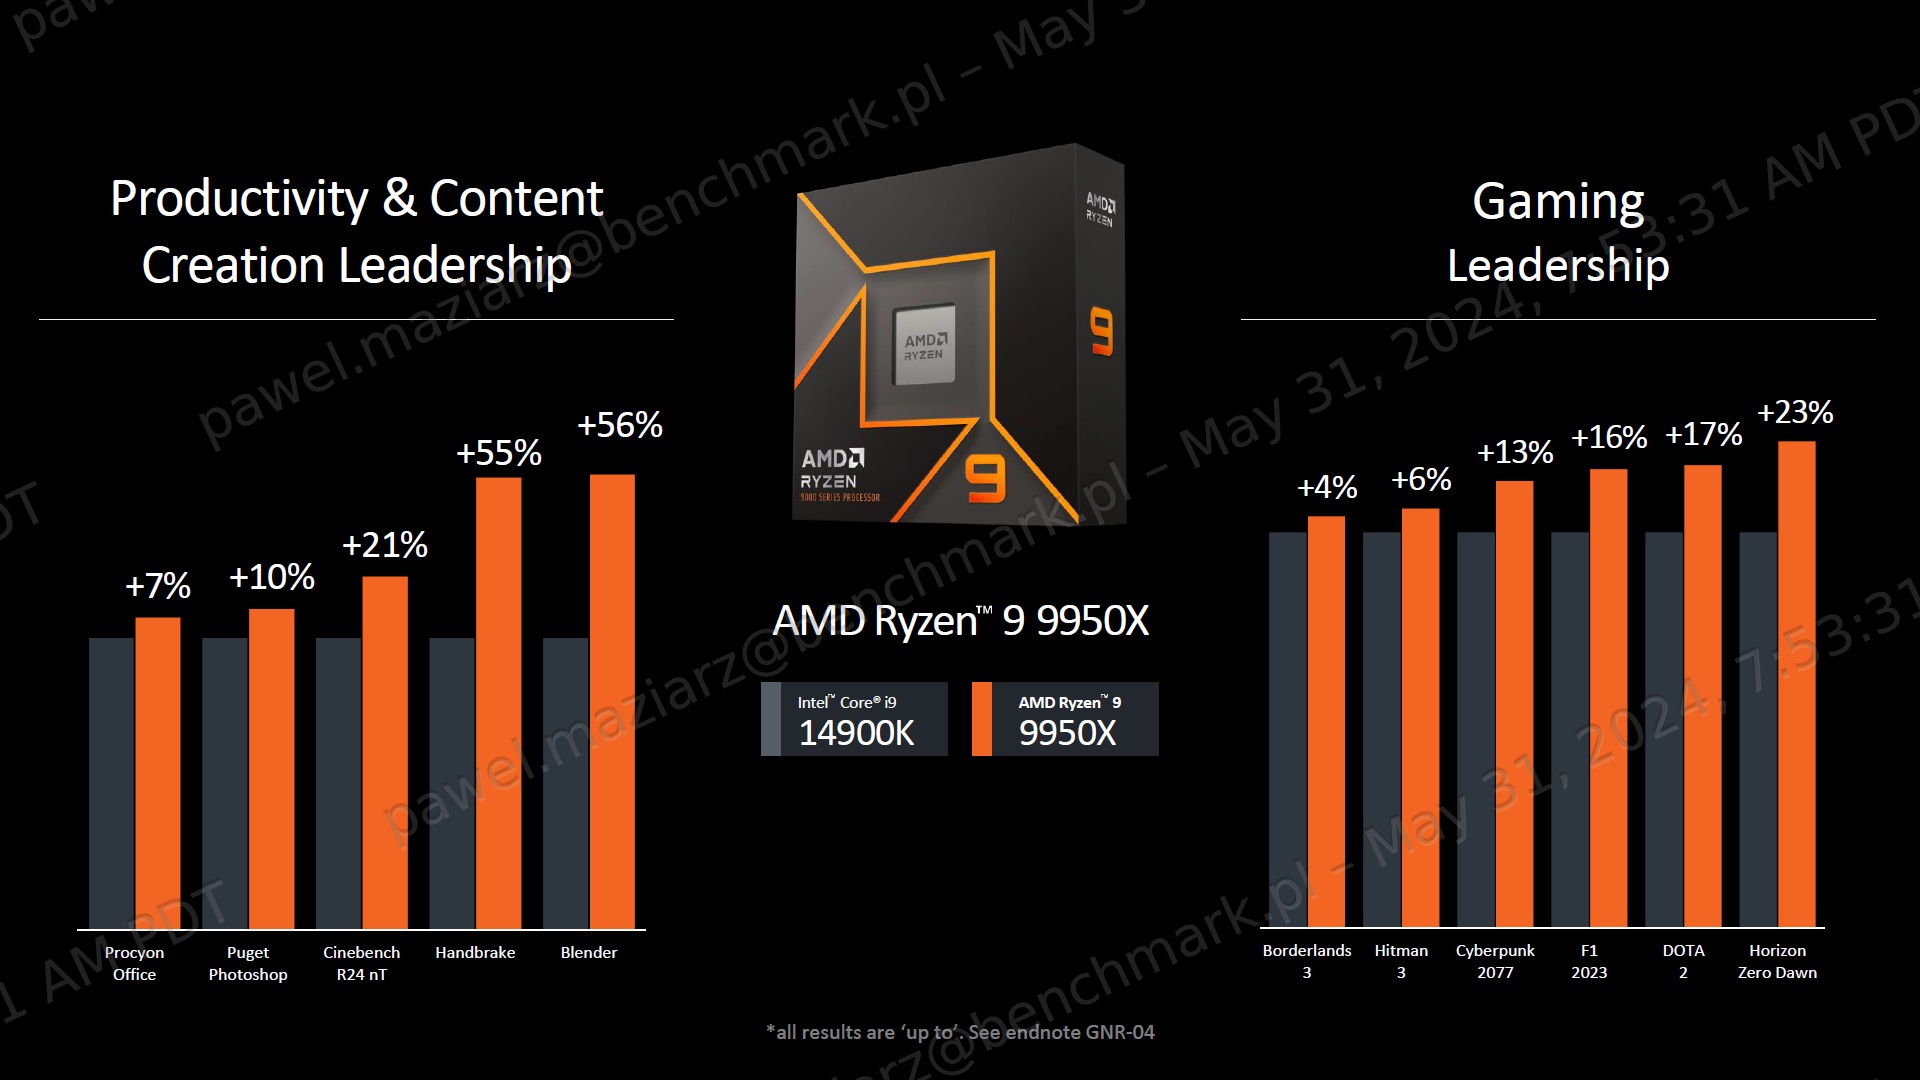 Productivity & Content
Creation Leadership
+7%
+10%
+21%
+55%
+56%
Procyon
Office
Puget
Photoshop
Cinebench
R24 nT
Handbrake
Blender
AMD
RYZEN
9
AMD
RYZEN
AMD
RYZEN
9000 SERIES PROCESSOR
9
AMD Ryzen™ 9 9950X
Intel™ Core® i9
14900K
AMD Ryzen™ 9
9950X
Gaming
Leadership
+4%
+6%
+13%
+16%
+17%
+23%
Borderlands
3
Hitman
3
Cyberpunk
2077
F1
2023
DOTA
2
Horizon
Zero Dawn
*all results are ‘up to’. See endnote GNR-04
pawel.maziarz@benchmark.pl – May 31, 2024, 7:53:31 AM PDT
pawel.maziarz@benchmark.pl – May 31, 2024, 7:53:31